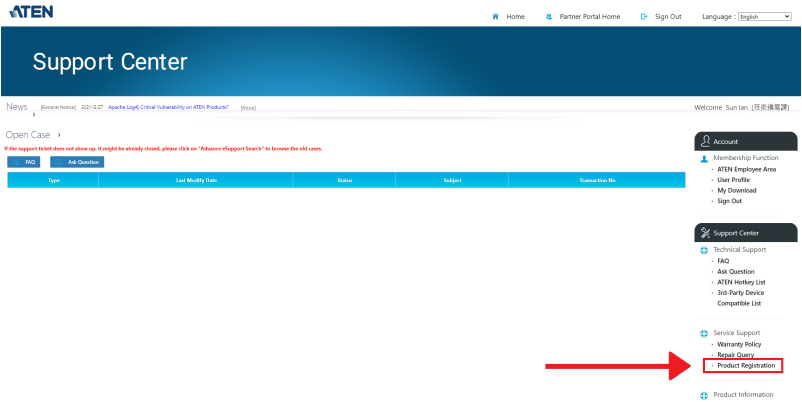 ATEN
Home
Partner Portal Home
Sign Out
Language : English
Support Center
News
[General Notice] 2021/12/27 Apache Log4j Critical Vulnerability on ATEN Products? [More]
Welcome Sun Ian (技術編寫課)
Open Case
If the support ticket does not show up, it might be already closed, please click on "Advance eSupport Search" to browse the old cases.
FAQ
Ask Question
Type
Last Modify Date
Status
Subject
Transaction No
Account
Membership Function
ATEN Employee Area
User Profile
My Download
Sign Out
Support Center
Technical Support
FAQ
Ask Question
ATEN Hotkey List
3rd-Party Device
Compatible List
Service Support
Warranty Policy
Repair Query
Product Registration
Product Information